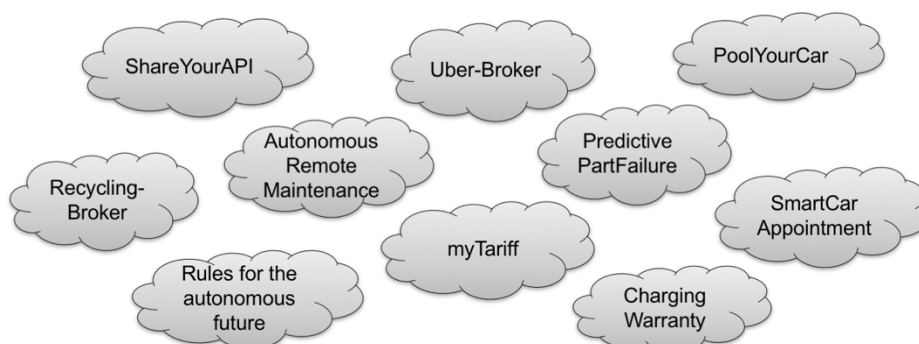 ShareYourAPI
Uber-Broker
PoolYourCar
Autonomous
Remote
Maintenance
Predictive
PartFailure
Recycling-
Broker
SmartCar
Appointment
myTariff
Rules for the
autonomous
future
Charging
Warranty